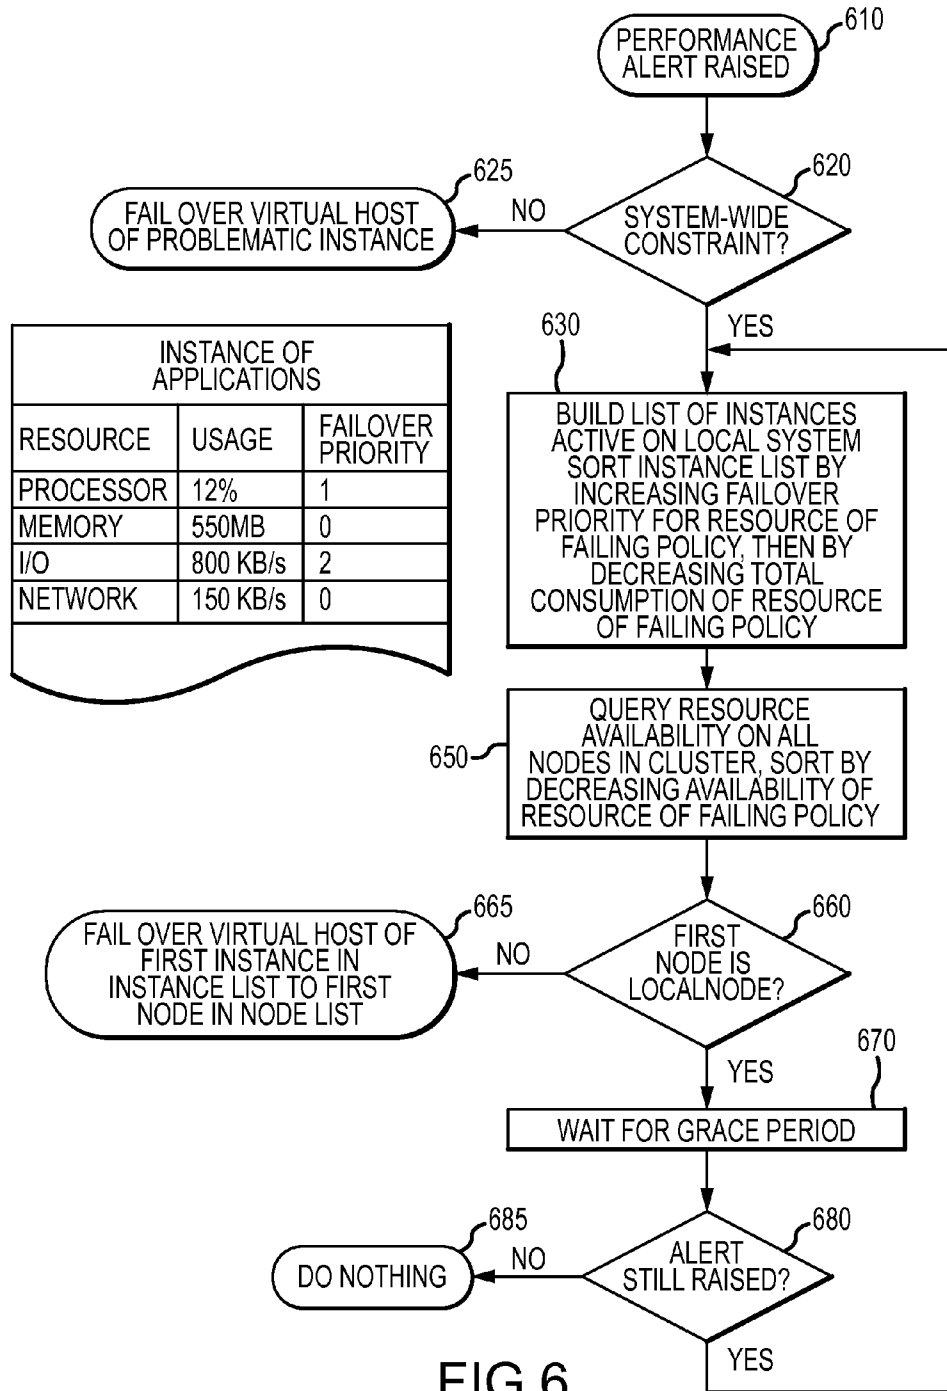 610
PERFORMANCE
ALERT RAISED
620
SYSTEM-WIDE
CONSTRAINT?
NO
625
FAIL OVER VIRTUAL HOST
OF PROBLEMATIC INSTANCE
YES
INSTANCE OF
APPLICATIONS
RESOURCE USAGE FAILOVER PRIORITY
PROCESSOR 12% 1
MEMORY 550MB 0
I/O 800 KB/s 2
NETWORK 150 KB/s 0
630
BUILD LIST OF INSTANCES
ACTIVE ON LOCAL SYSTEM
SORT INSTANCE LIST BY
INCREASING FAILOVER
PRIORITY FOR RESOURCE OF
FAILING POLICY, THEN BY
DECREASING TOTAL
CONSUMPTION OF RESOURCE
OF FAILING POLICY
650
QUERY RESOURCE
AVAILABILITY ON ALL
NODES IN CLUSTER, SORT BY
DECREASING AVAILABILITY OF
RESOURCE OF FAILING POLICY
660
FIRST
NODE IS
LOCALNODE?
NO
665
FAIL OVER VIRTUAL HOST OF
FIRST INSTANCE IN
INSTANCE LIST TO FIRST
NODE IN NODE LIST
YES
670
WAIT FOR GRACE PERIOD
680
ALERT
STILL RAISED?
NO
685
DO NOTHING
YES
FIG 6